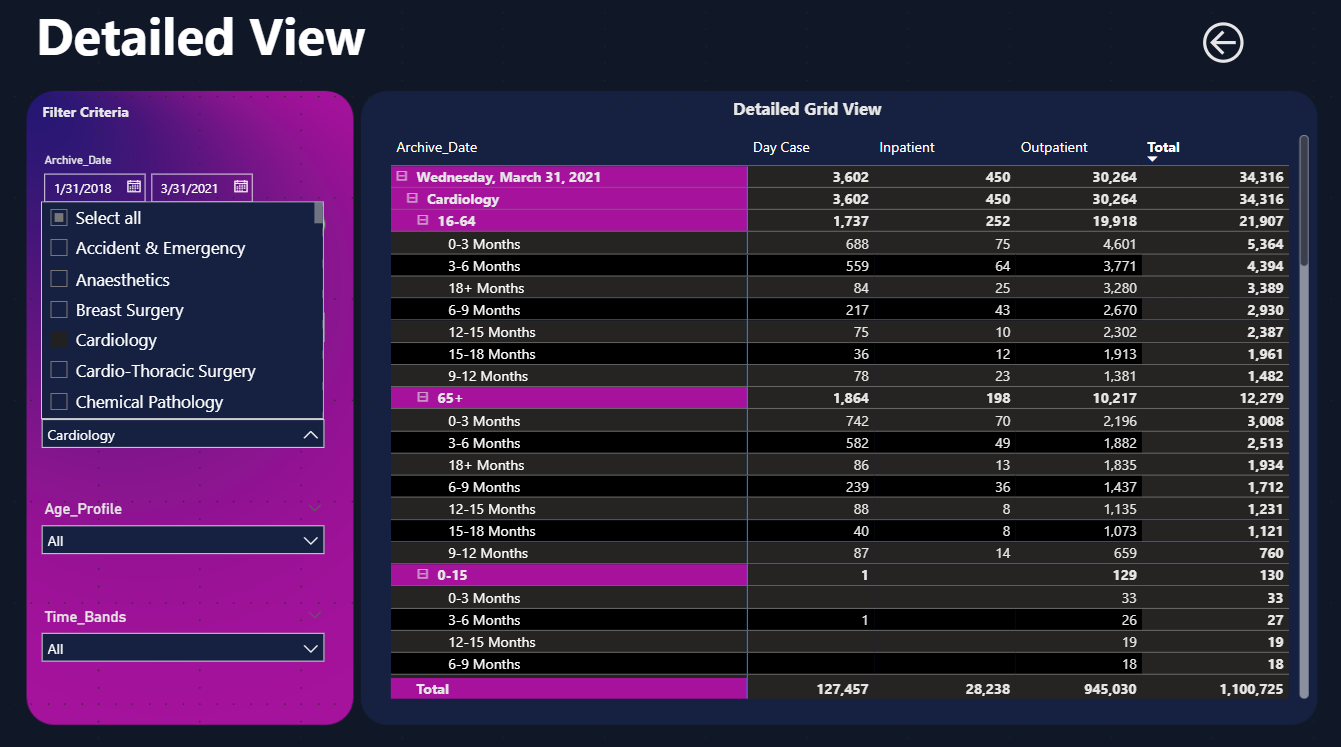 Detailed View
Filter Criteria
Archive_Date
1/31/2018 3/31/2021
Select all
Accident & Emergency
Anaesthetics
Breast Surgery
Cardiology
Cardio-Thoracic Surgery
Chemical Pathology
Cardiology
Age_Profile
All
Time_Bands
All
Detailed Grid View
Archive_Date Day Case Inpatient Outpatient Total
Wednesday, March 31, 2021 3,602 450 30,264 34,316
Cardiology 3,602 450 30,264 34,316
16-64 1,737 252 19,918 21,907
0-3 Months 688 75 4,601 5,364
3-6 Months 559 64 3,771 4,394
18+ Months 84 25 3,280 3,389
6-9 Months 217 43 2,670 2,930
12-15 Months 75 10 2,302 2,387
15-18 Months 36 12 1,913 1,961
9-12 Months 78 23 1,381 1,482
65+ 1,864 198 10,217 12,279
0-3 Months 742 70 2,196 3,008
3-6 Months 582 49 1,882 2,513
18+ Months 86 13 1,835 1,934
6-9 Months 239 36 1,437 1,712
12-15 Months 88 8 1,135 1,231
15-18 Months 40 8 1,073 1,121
9-12 Months 87 14 659 760
0-15 1 129 130
0-3 Months 33 33
3-6 Months 1 26 27
12-15 Months 19 19
6-9 Months 18 18
Total 127,457 28,238 945,030 1,100,725